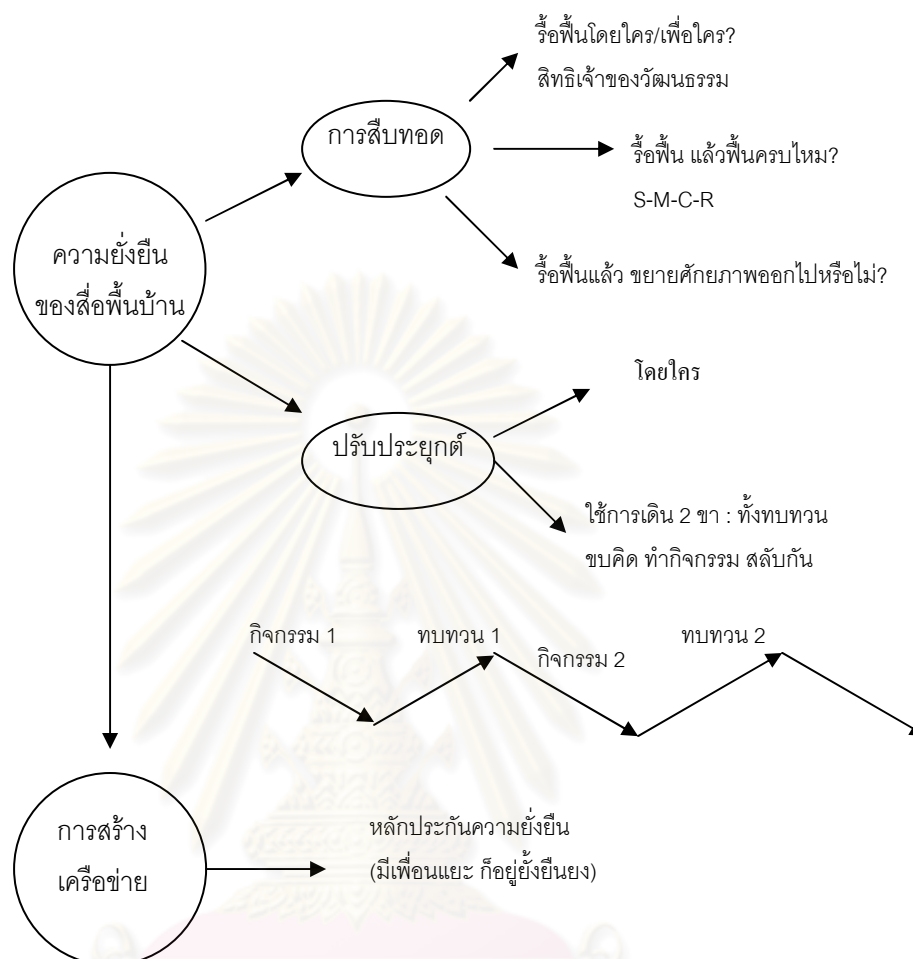 รื้อฟื้นโดยใคร/เพื่อใคร?
สิทธิเจ้าของวัฒนธรรม
การสืบทอด
รื้อฟื้น แล้วฟื้นครบไหม?
S-M-C-R
ความยั่งยืน
ของสื่อพื้นบ้าน
รื้อฟื้นแล้ว ขยายศักยภาพออกไปหรือไม่?
โดยใคร
ปรับประยุกต์
ใช้การเดิน 2 ขา : ทั้งทบทวน
ขบคิด ทำกิจกรรม สลับกัน
กิจกรรม 1
ทบทวน 1
กิจกรรม 2
ทบทวน 2
การสร้าง
เครือข่าย
หลักประกันความยั่งยืน
(มีเพื่อนแยะ ก็อยู่ยั้งยืนยง)